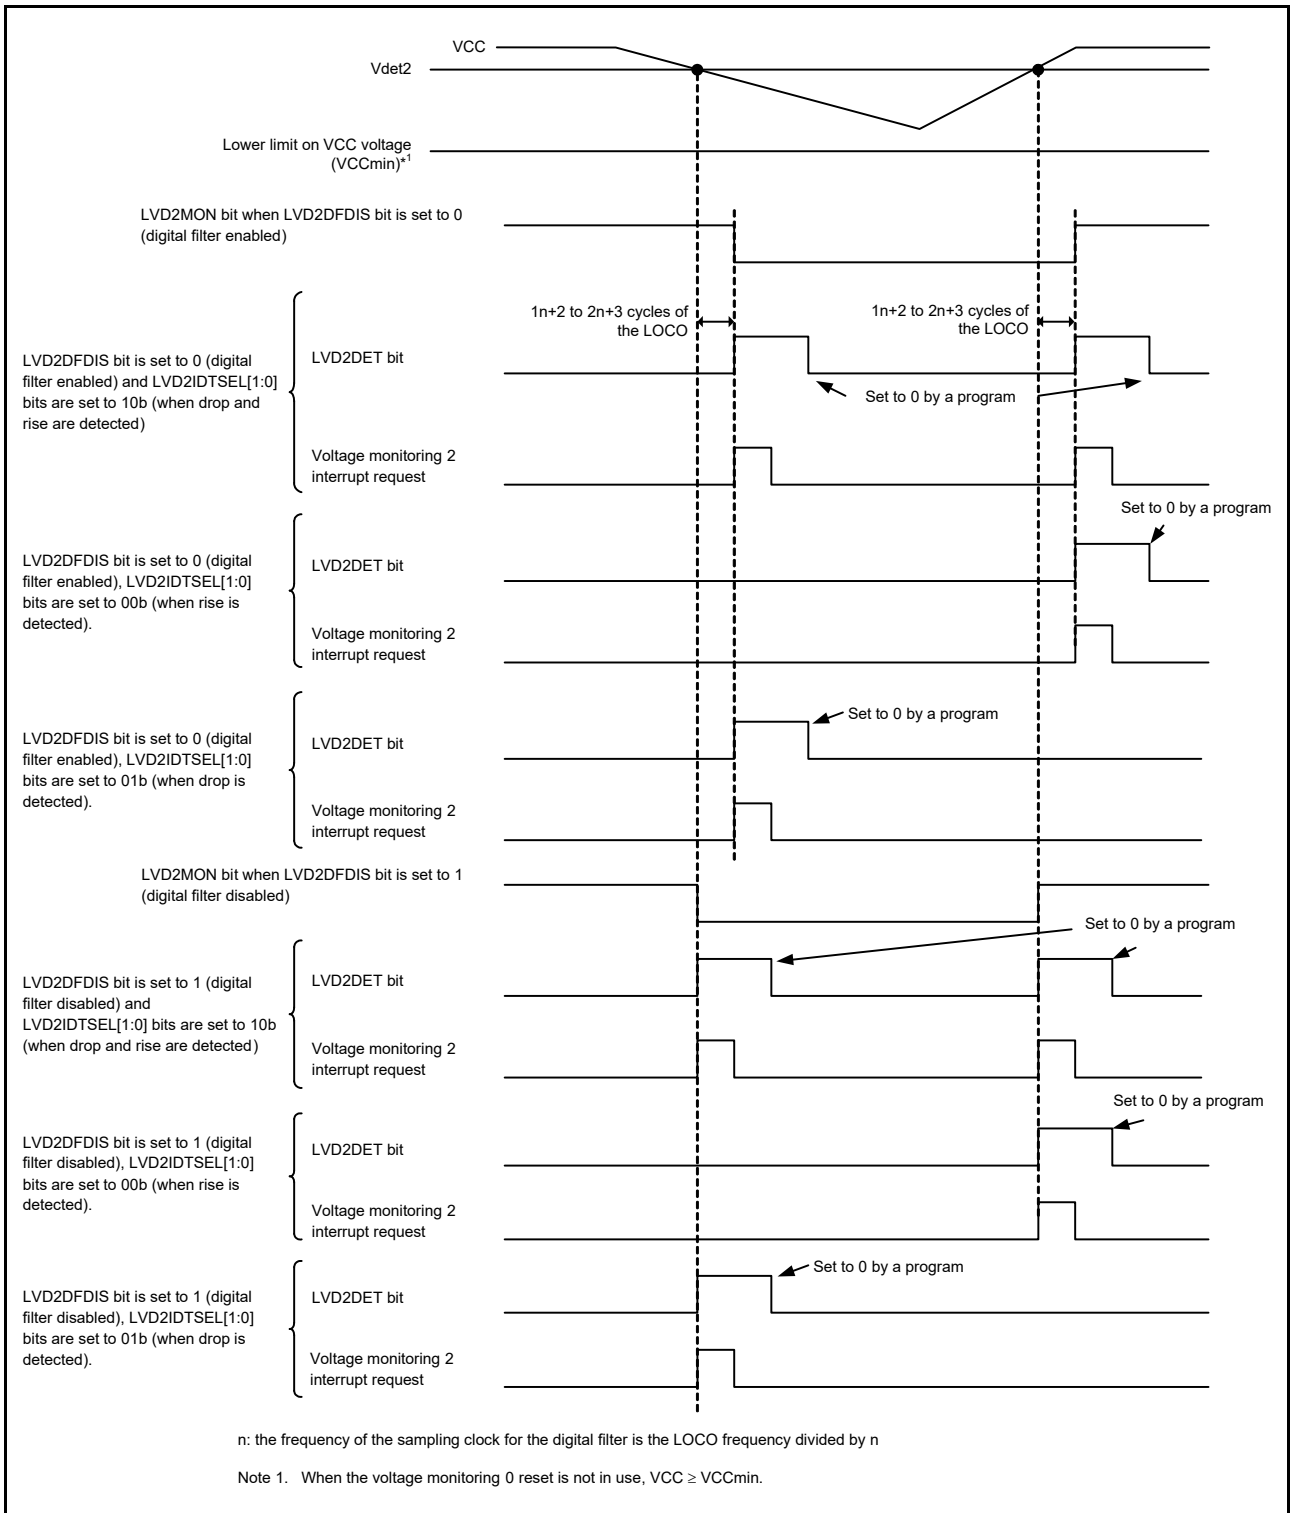 VCC
Vdet2
Lower limit on VCC voltage
(VCCmin)*1
LVD2MON bit when LVD2DFDIS bit is set to 0
(digital filter enabled)
1n+2 to 2n+3 cycles of
the LOCO
1n+2 to 2n+3 cycles of
the LOCO
LVD2DFDIS bit is set to 0 (digital
filter enabled) and LVD2IDTSEL[1:0]
bits are set to 10b (when drop and
rise are detected)
LVD2DET bit
Set to 0 by a program
Voltage monitoring 2
interrupt request
Set to 0 by a program
LVD2DFDIS bit is set to 0 (digital
filter enabled), LVD2IDTSEL[1:0]
bits are set to 00b (when rise is
detected).
LVD2DET bit
Voltage monitoring 2
interrupt request
Set to 0 by a program
LVD2DFDIS bit is set to 0 (digital
filter enabled), LVD2IDTSEL[1:0]
bits are set to 01b (when drop is
detected).
LVD2DET bit
Voltage monitoring 2
interrupt request
LVD2MON bit when LVD2DFDIS bit is set to 1
(digital filter disabled)
Set to 0 by a program
LVD2DFDIS bit is set to 1 (digital
filter disabled) and
LVD2IDTSEL[1:0] bits are set to 10b
(when drop and rise are detected)
LVD2DET bit
Voltage monitoring 2
interrupt request
Set to 0 by a program
LVD2DFDIS bit is set to 1 (digital
filter disabled), LVD2IDTSEL[1:0]
bits are set to 00b (when rise is
detected).
LVD2DET bit
Voltage monitoring 2
interrupt request
Set to 0 by a program
LVD2DFDIS bit is set to 1 (digital
filter disabled), LVD2IDTSEL[1:0]
bits are set to 01b (when drop is
detected).
LVD2DET bit
Voltage monitoring 2
interrupt request
n: the frequency of the sampling clock for the digital filter is the LOCO frequency divided by n
Note 1. When the voltage monitoring 0 reset is not in use, VCC ≥ VCCmin.